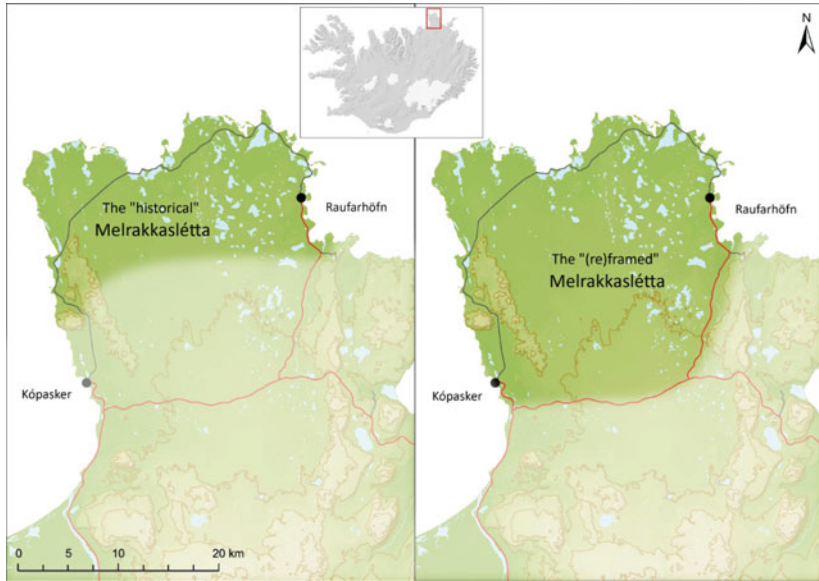 N
The "historical"
Melrakkaslétta
Raufarhöfn
Kópasker
0 5 10 20 km
The "(re)framed"
Melrakkaslétta
Raufarhöfn
Kópasker